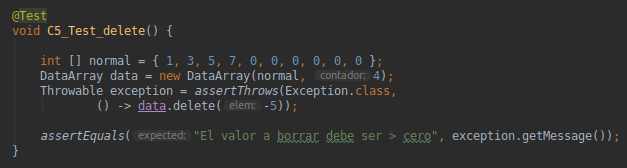 @Test
void C5_Test_delete() {
int [] normal = { 1, 3, 5, 7, 0, 0, 0, 0, 0, 0 };
DataArray data = new DataArray(normal, contador: 4);
Throwable exception = assertThrows(Exception.class,
() -> data.delete( elem: -5));
assertEquals( expected: "El valor a borrar debe ser > cero", exception.getMessage());
}